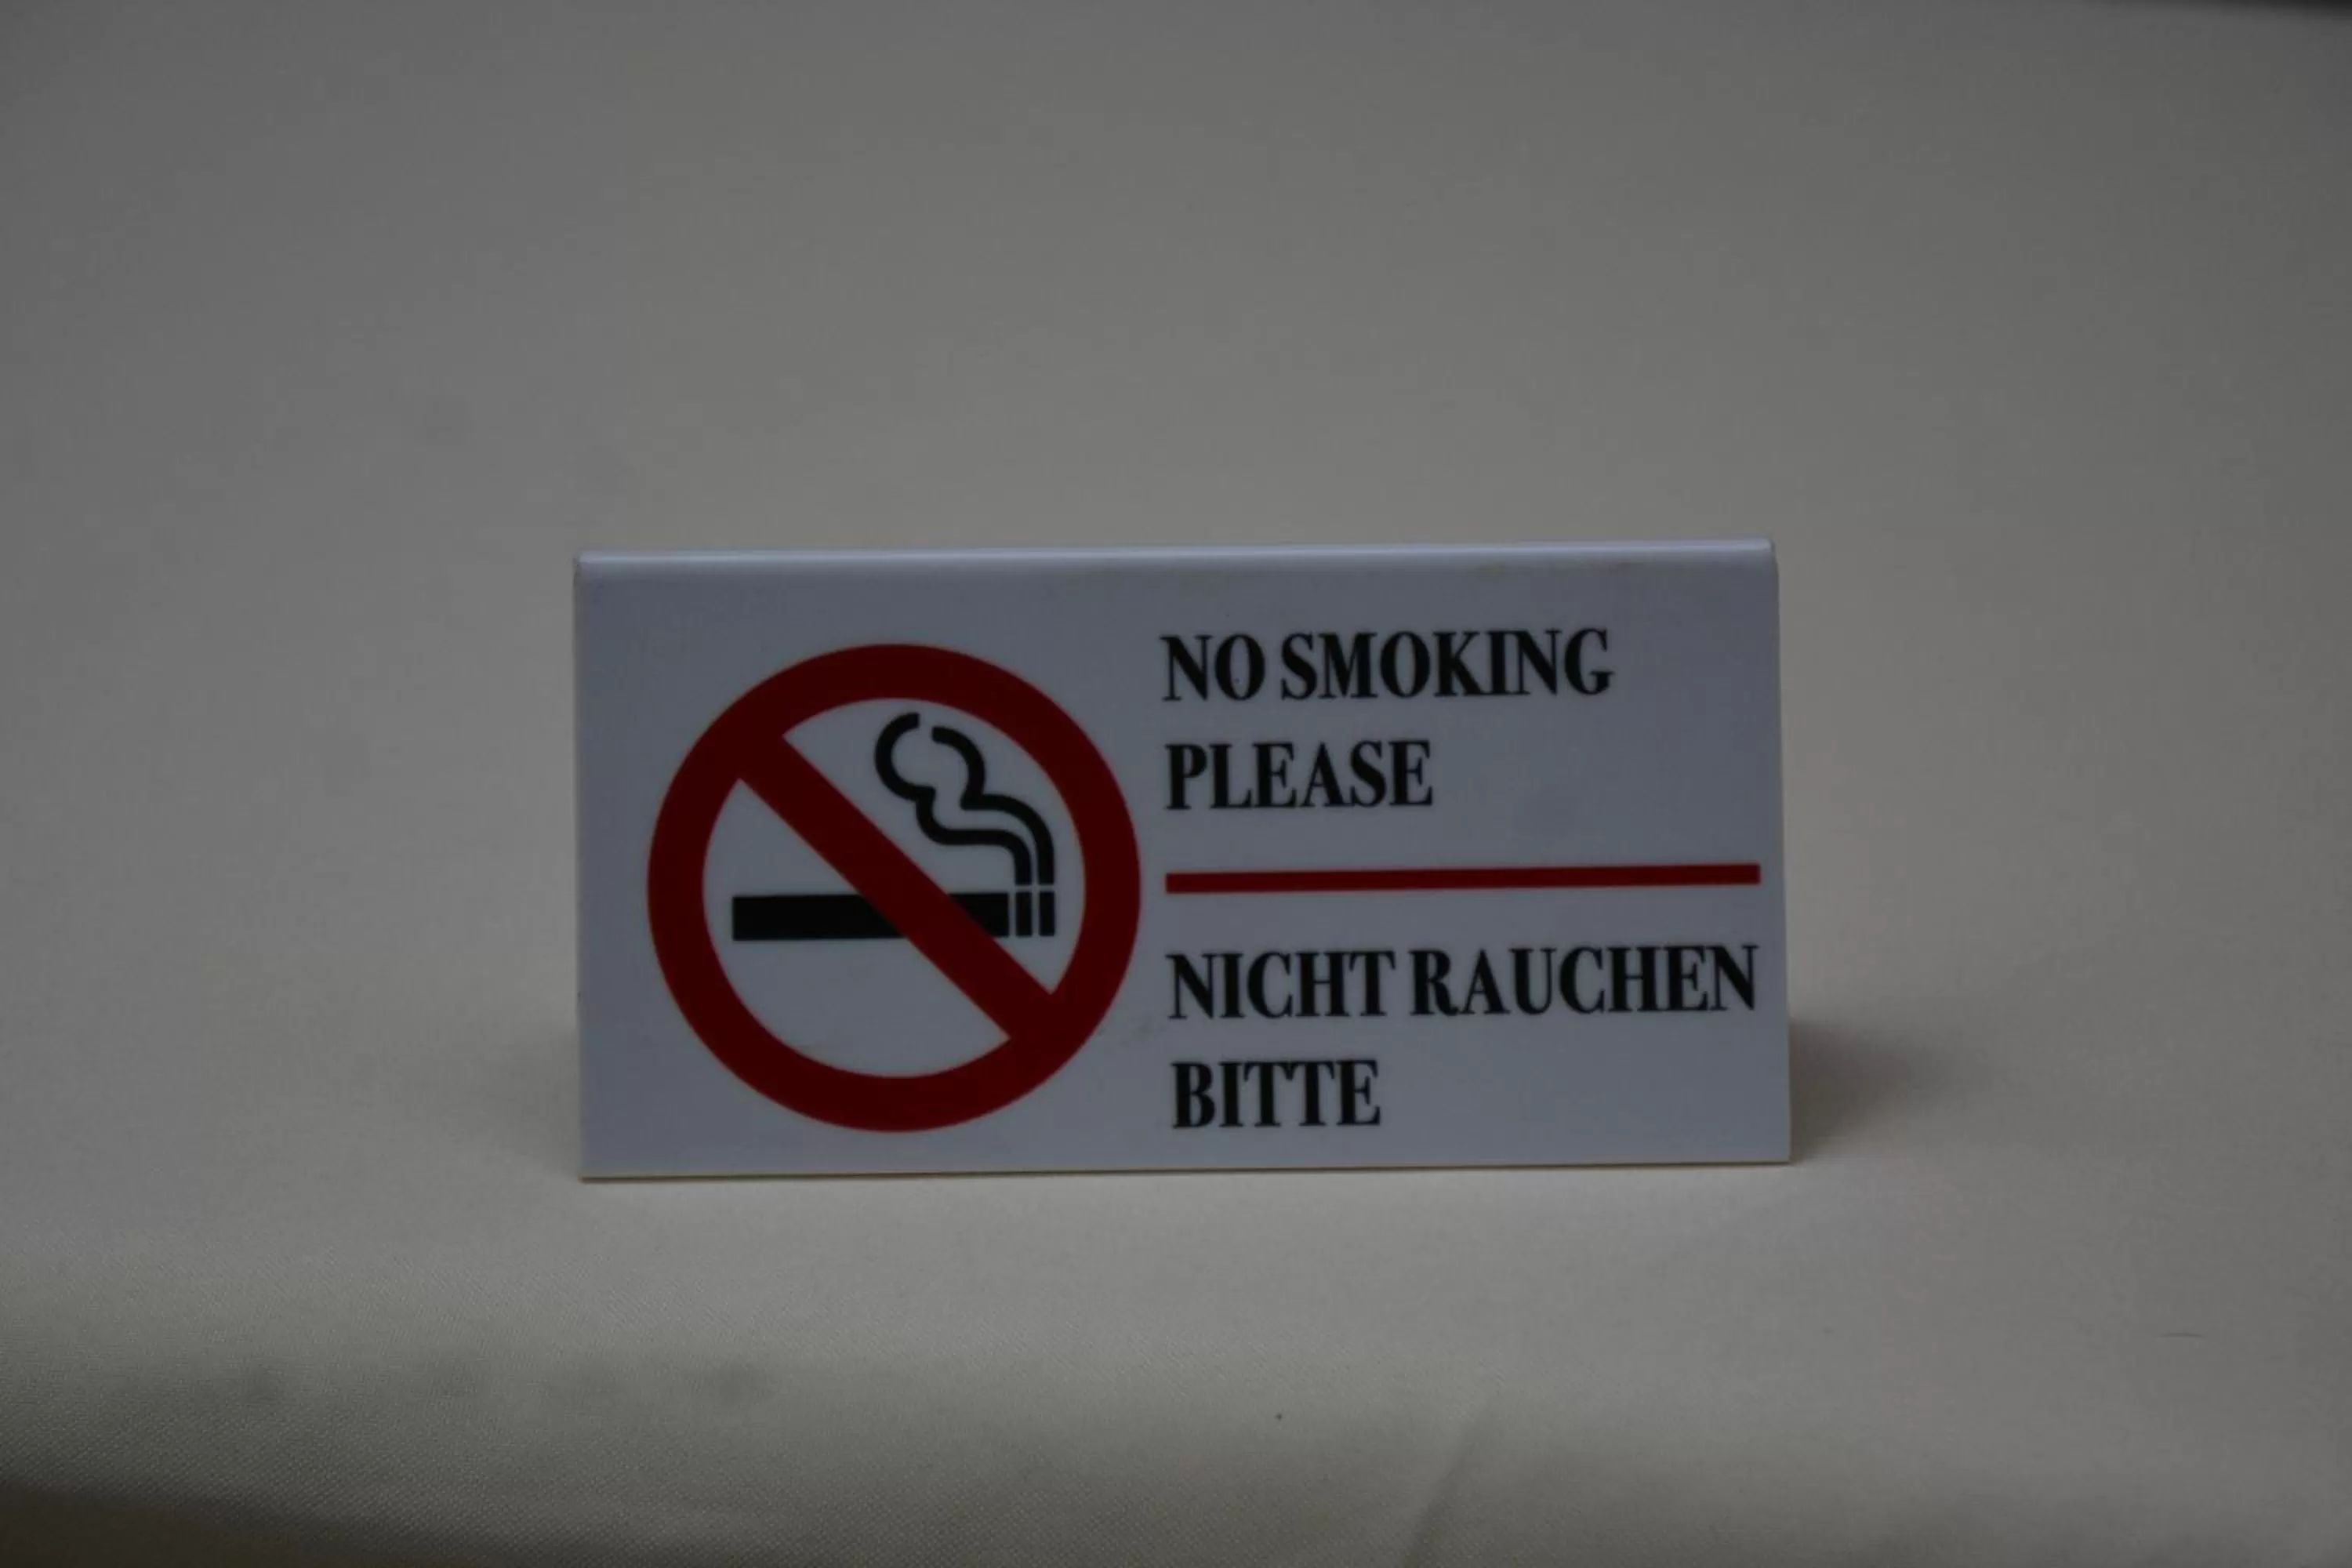 NO SMOKING
PLEASE
NICHT RAUCHEN
BITTE